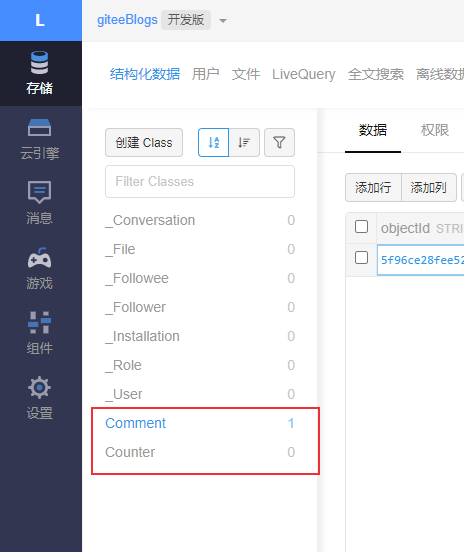 L
giteeBlogs 开发版
存储
云引擎
消息
游戏
组件
设置
结构化数据 用户 文件 LiveQuery 全文搜索 离线数据
创建 Class
Filter Classes
_Conversation 0
_File 0
_Followee 0
_Follower 0
_Installation 0
_Role 0
_User 0
Comment 1
Counter 0
数据 权限
添加行 添加列
objectId STRI
5f96ce28fee52